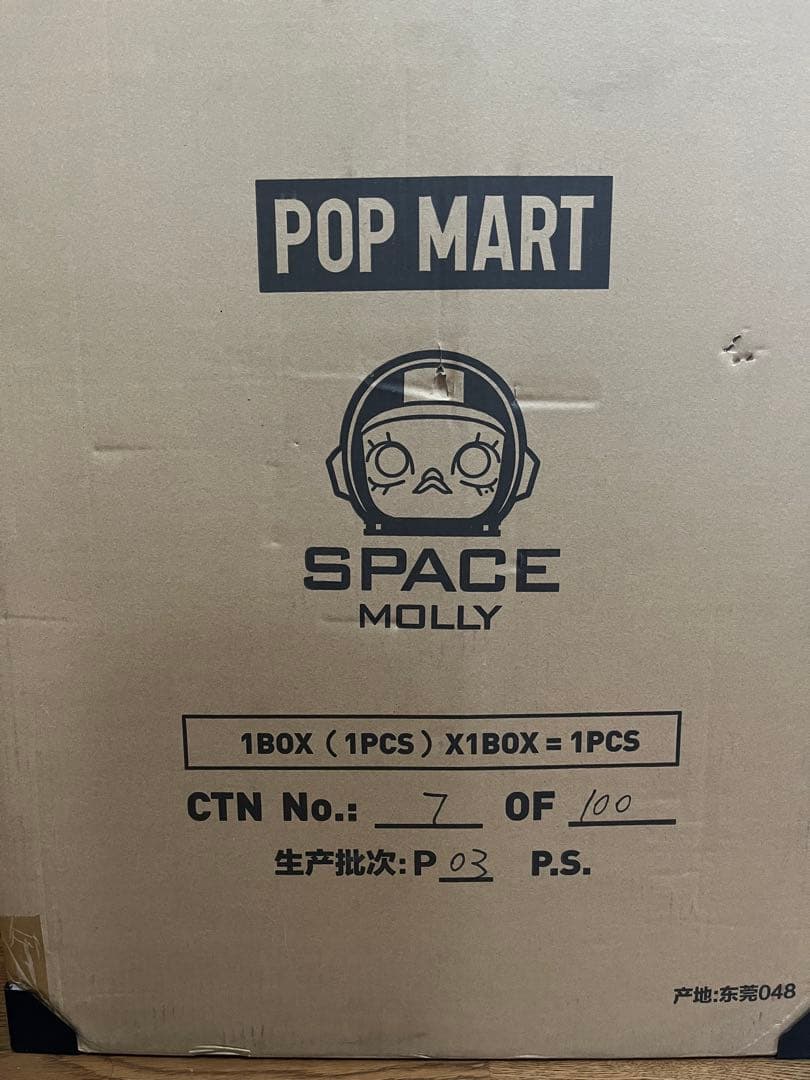 POP MART
SPACE
MOLLY
1BOX（1PCS）X1BOX = 1PCS
CTN No.: 7 OF 100
生产批次:P 03 P.S.
产地:东莞048